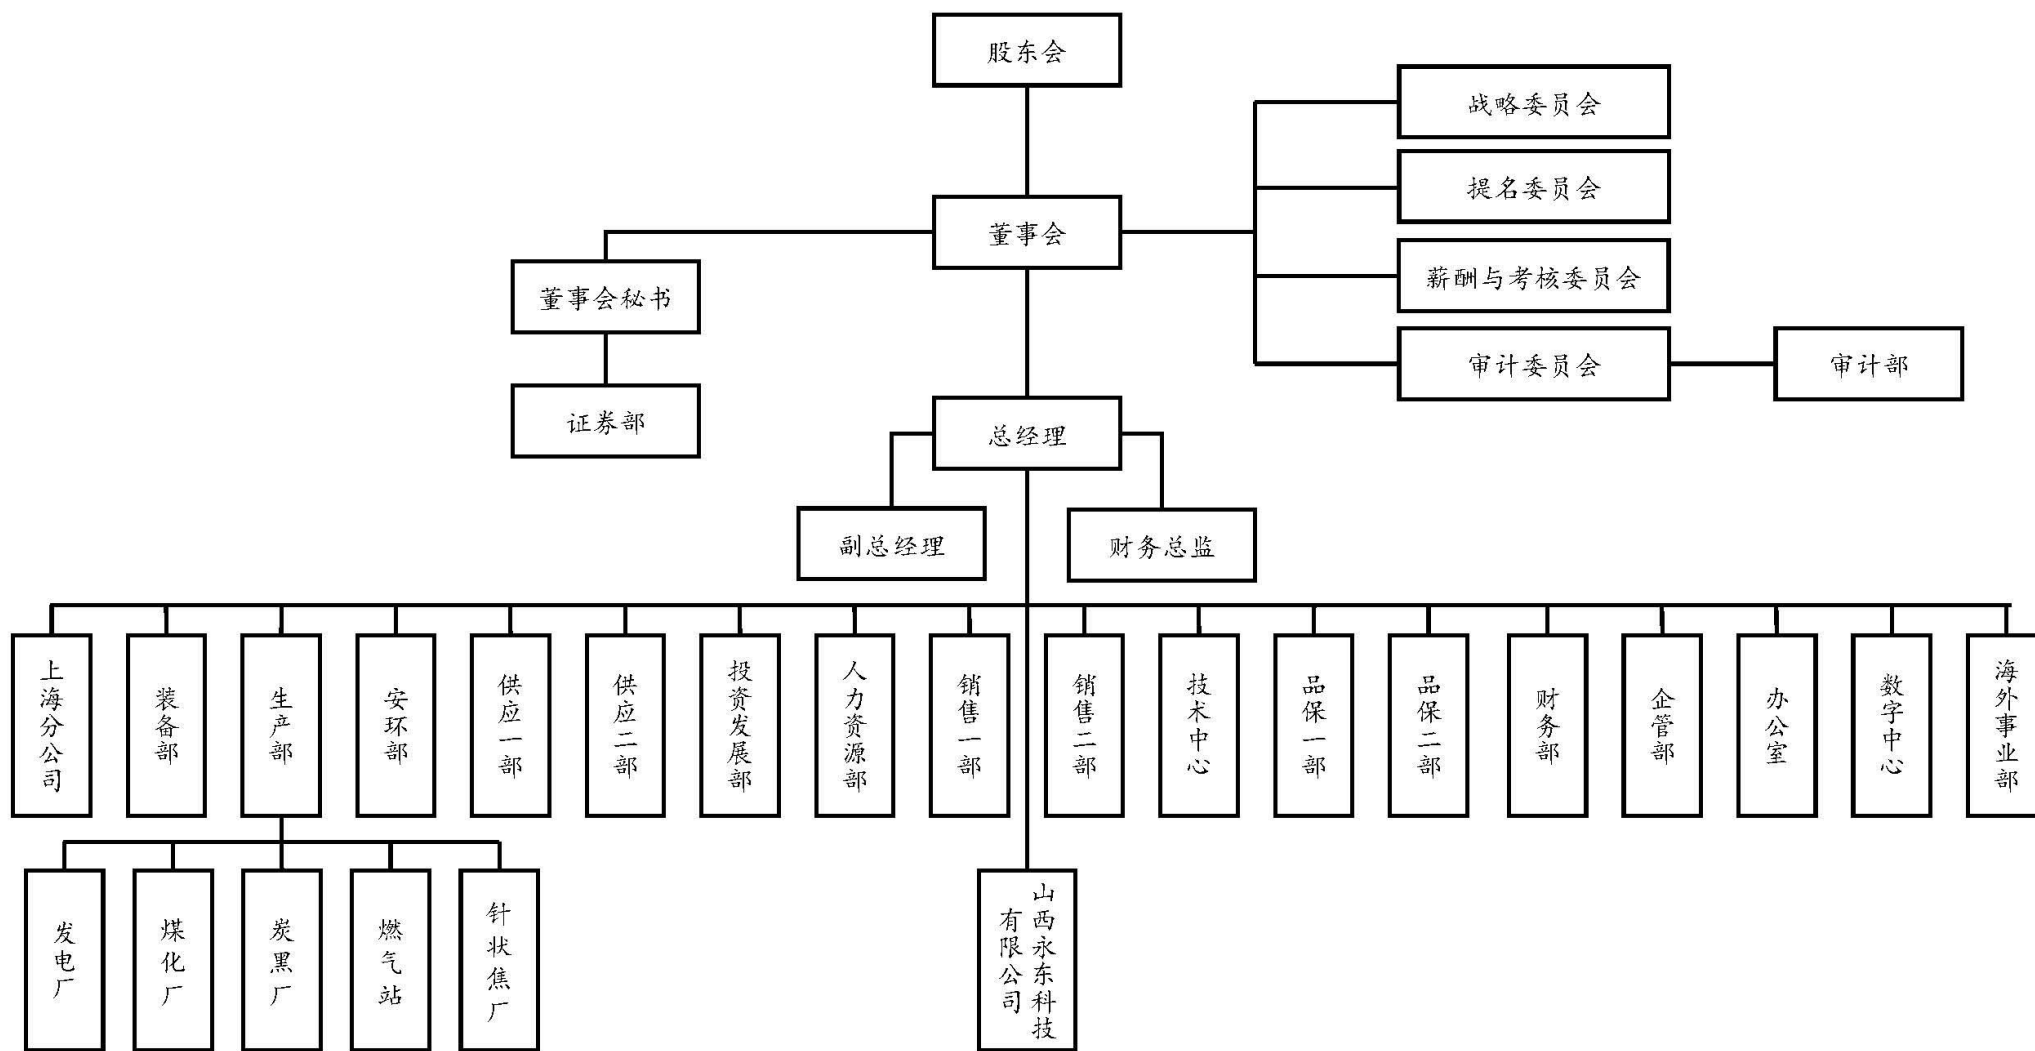 股东会
战略委员会
提名委员会
董事会
薪酬与考核委员会
董事会秘书
审计委员会
审计部
证券部
总经理
副总经理
财务总监
上海分公司
装备部
生产部
安环部
供应一部
供应二部
投资发展部
人力资源部
销售一部
销售二部
技术中心
品保一部
品保二部
财务部
企管部
办公室
数字中心
海外事业部
发电厂
煤化厂
炭黑厂
燃气站
针状焦厂
山西永东科技
有限公司